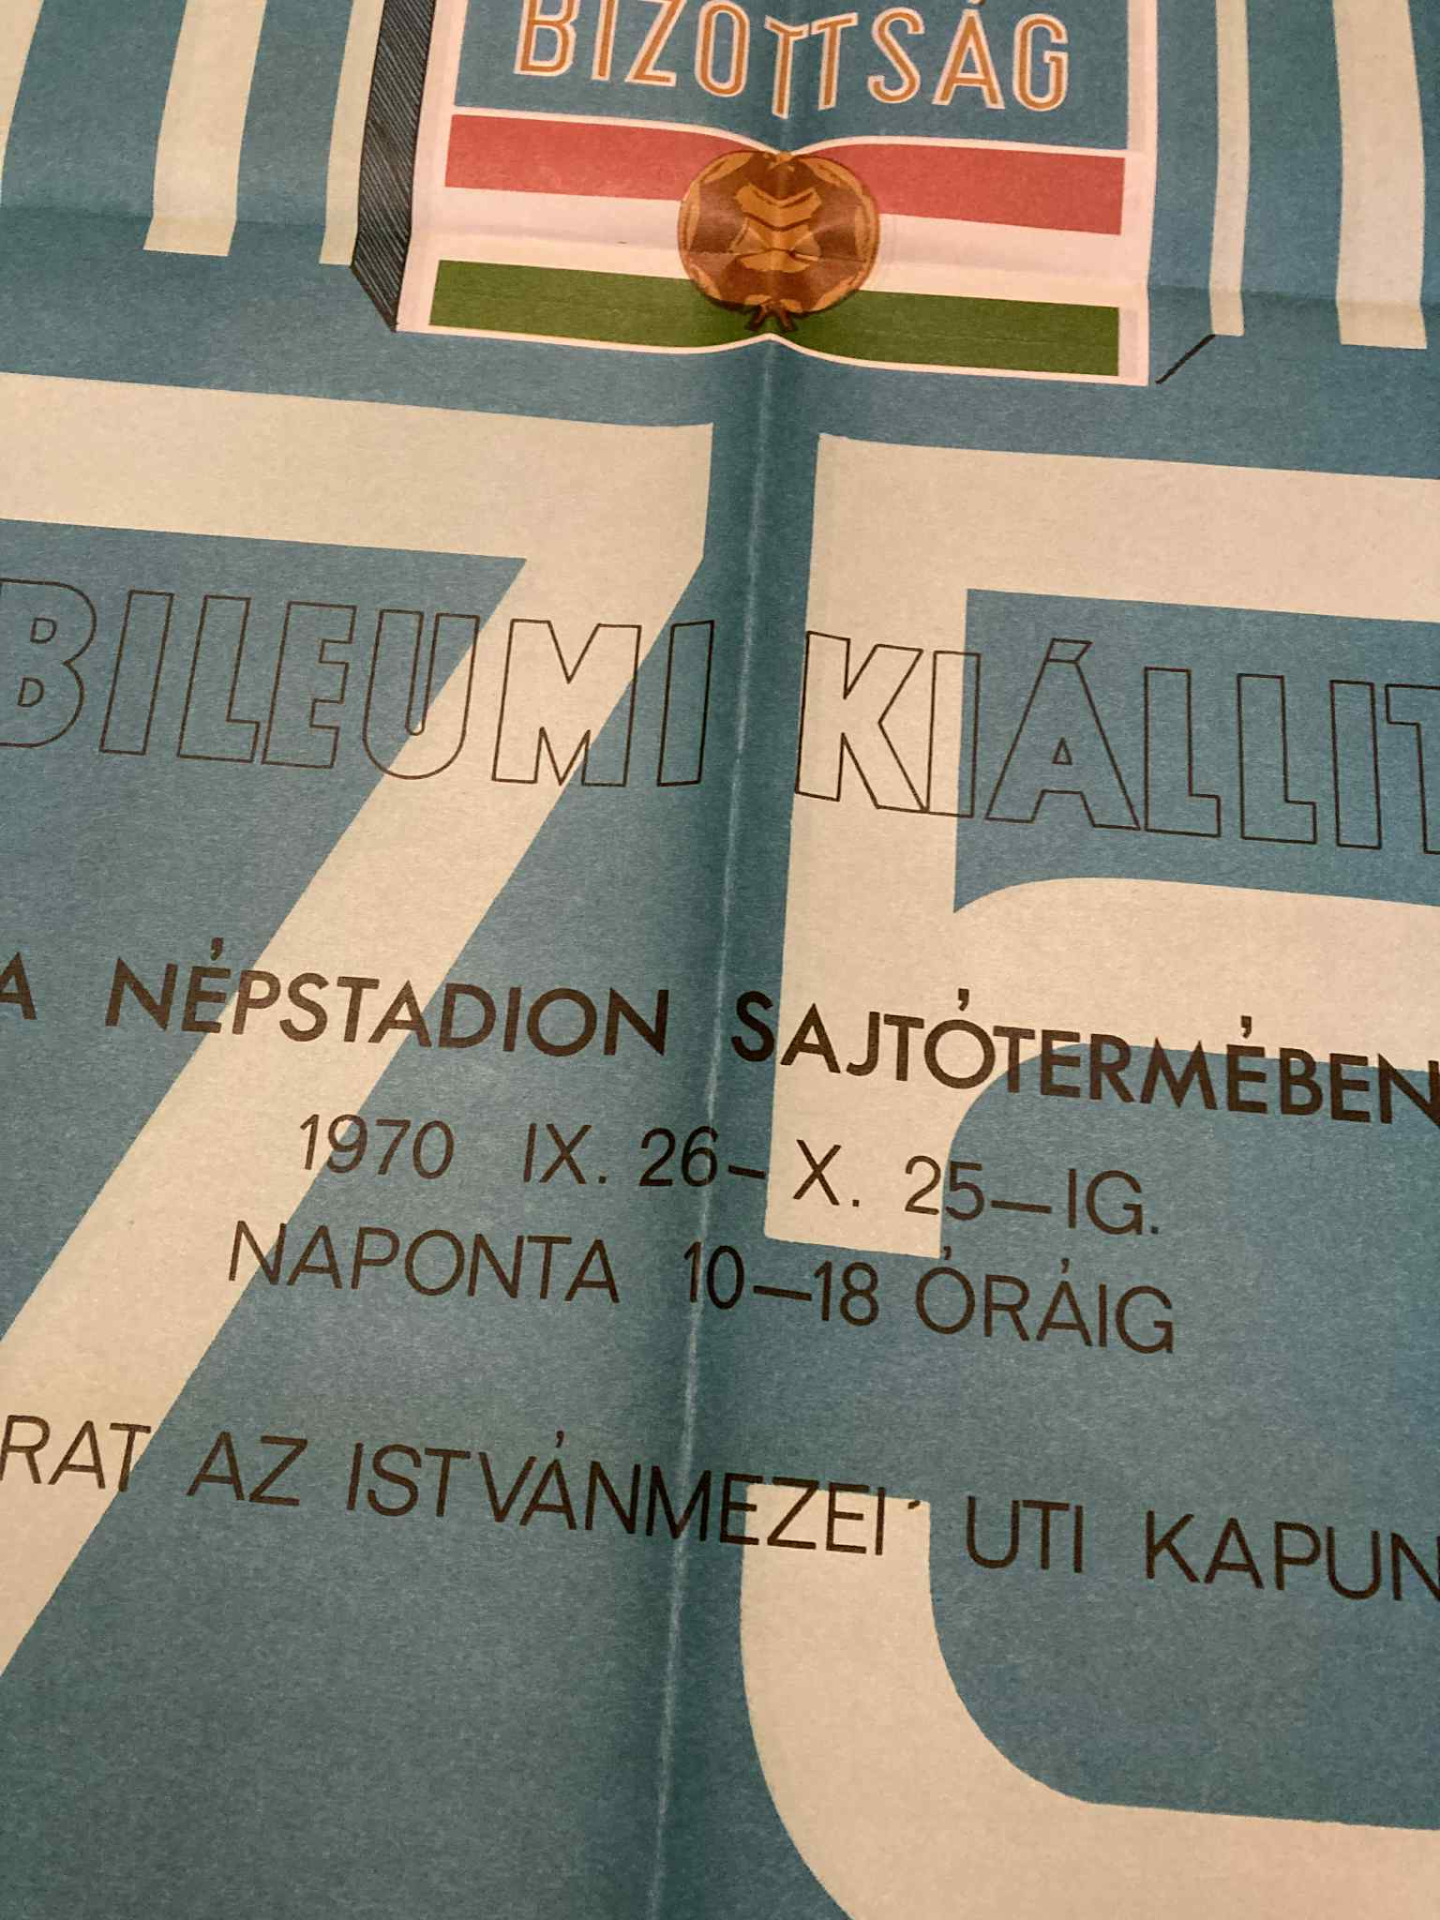 BIZOTTSÁG
75
BILEUMI KIÁLLIT
A NÉPSTADION SAJTÓTERMÉBEN
1970 IX. 26– X. 25–IG.
NAPONTA 10–18 ÓRÁIG
RAT AZ ISTVÁNMEZEI UTI KAPUN